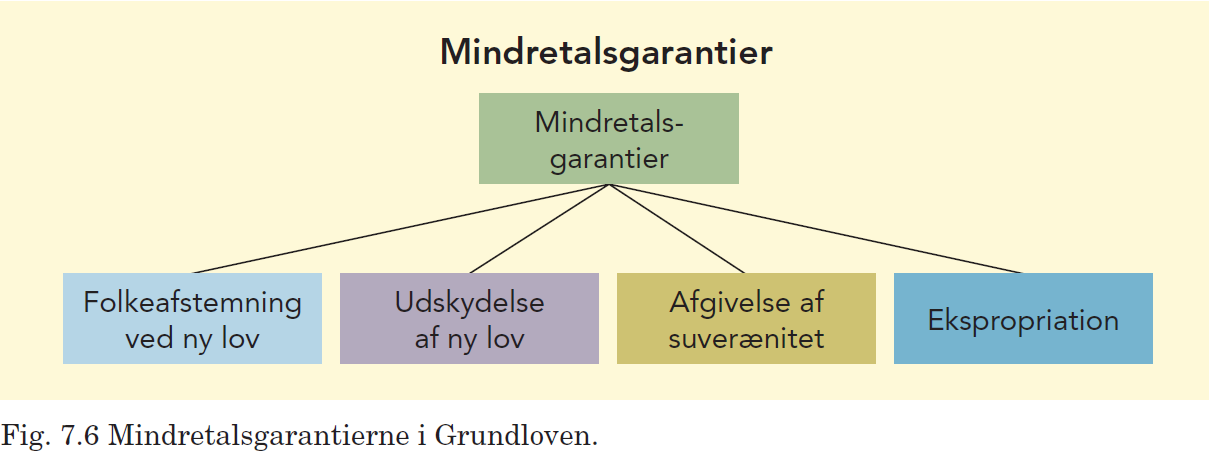 Mindretalsgarantier
Mindretals-
garantier
Folkeafstemning
ved ny lov
Udskydelse
af ny lov
Afgivelse af
suverænitet
Ekspropriation
Fig. 7.6 Mindretalsgarantierne i Grundloven.